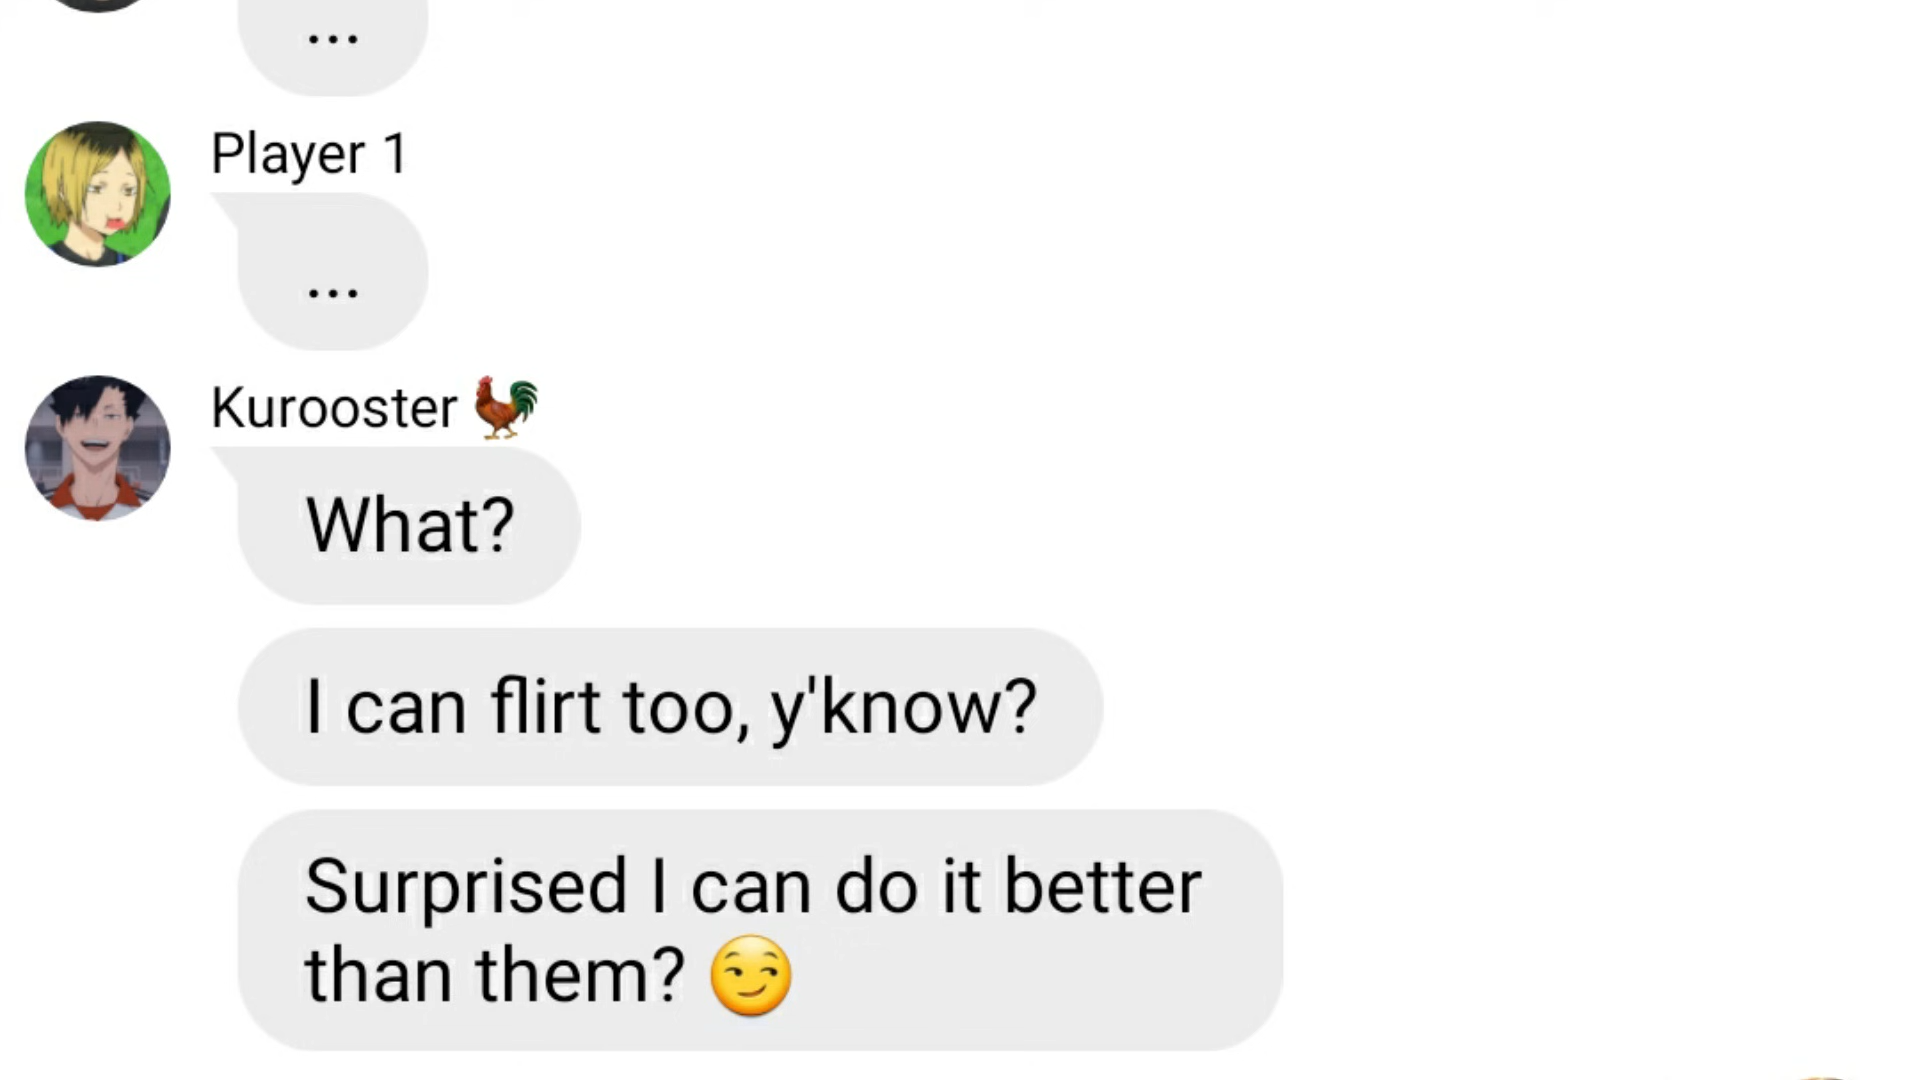 ...
Player 1
...
Kurooster 🐓
What?
I can flirt too, y'know?
Surprised I can do it better
than them? 😏